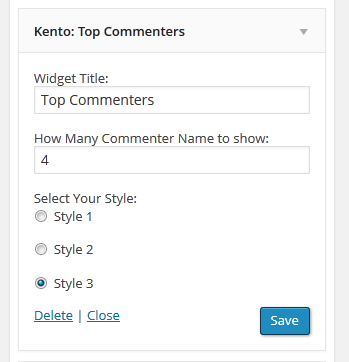 Kento: Top Commenters
Widget Title:
Top Commenters
How Many Commenter Name to show:
4
Select Your Style:
Style 1
Style 2
Style 3
Delete | Close
Save